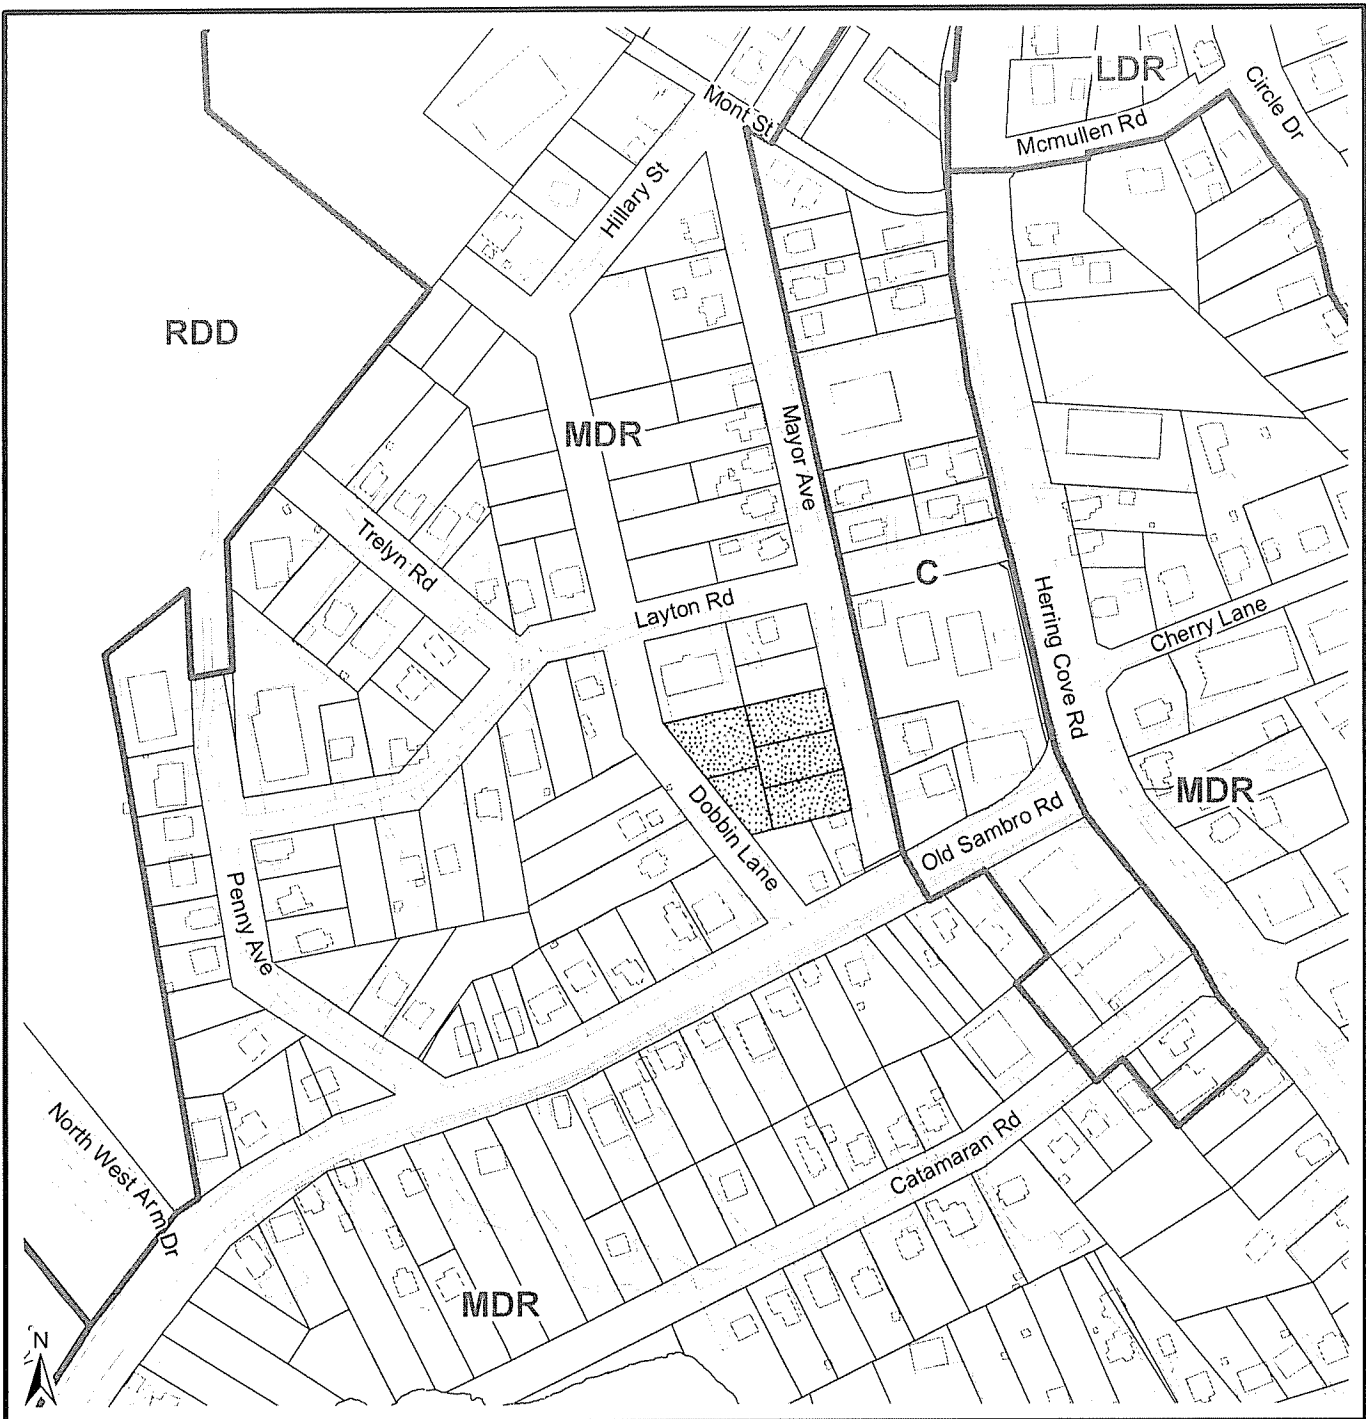 LDR
Circle Dr
Mont St
Mcmullen Rd
Hillary St
RDD
MDR
Mayor Ave
Trelyn Rd
C
Layton Rd
Herring Cove Rd
Cherry Lane
MDR
Dobbin Lane
Old Sambro Rd
Penny Ave
North West Arm Dr
Catamaran Rd
MDR
N